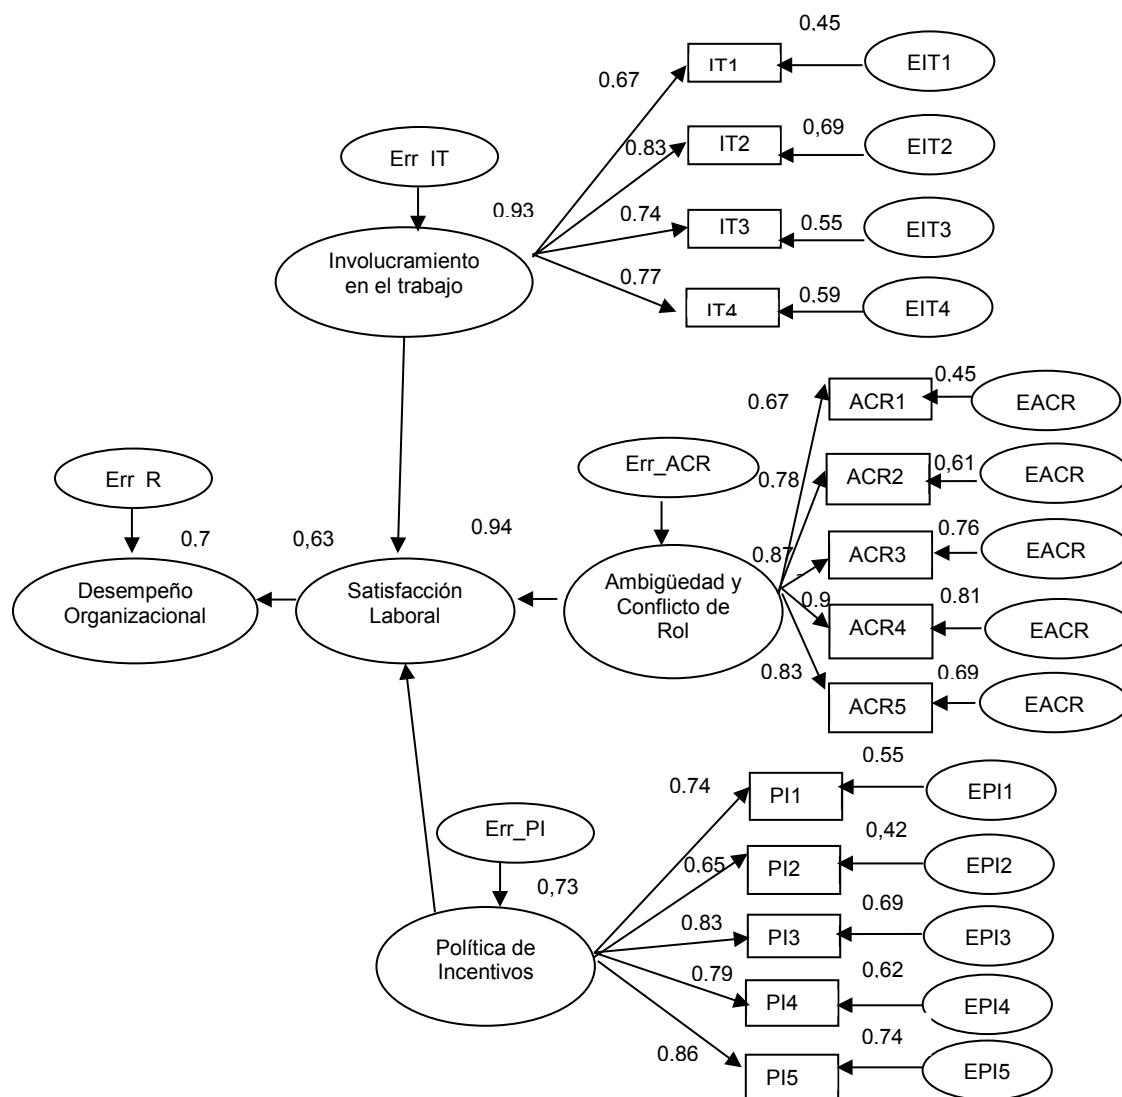 0,45
IT1
EIT1
0.67
0,69
IT2
EIT2
0.83
Err IT
0.93
0.74
IT3
0.55
EIT3
Involucramiento
en el trabajo
0.77
IT4
0,59
EIT4
0,45
0.67
ACR1
EACR
Err_ACR
0.78
ACR2
0,61
EACR
Err R
0.7
0,63
0.94
0.87
ACR3
0.76
EACR
Desempeño
Organizacional
Satisfacción
Laboral
Ambigüedad y
Conflicto de
Rol
0.9
ACR4
0.81
EACR
0.83
ACR5
0.69
EACR
0.55
0.74
PI1
EPI1
Err_PI
0,42
0.65
PI2
EPI2
0,73
0.69
0.83
PI3
EPI3
Política de
Incentivos
0.62
0.79
PI4
EPI4
0.74
0.86
PI5
EPI5